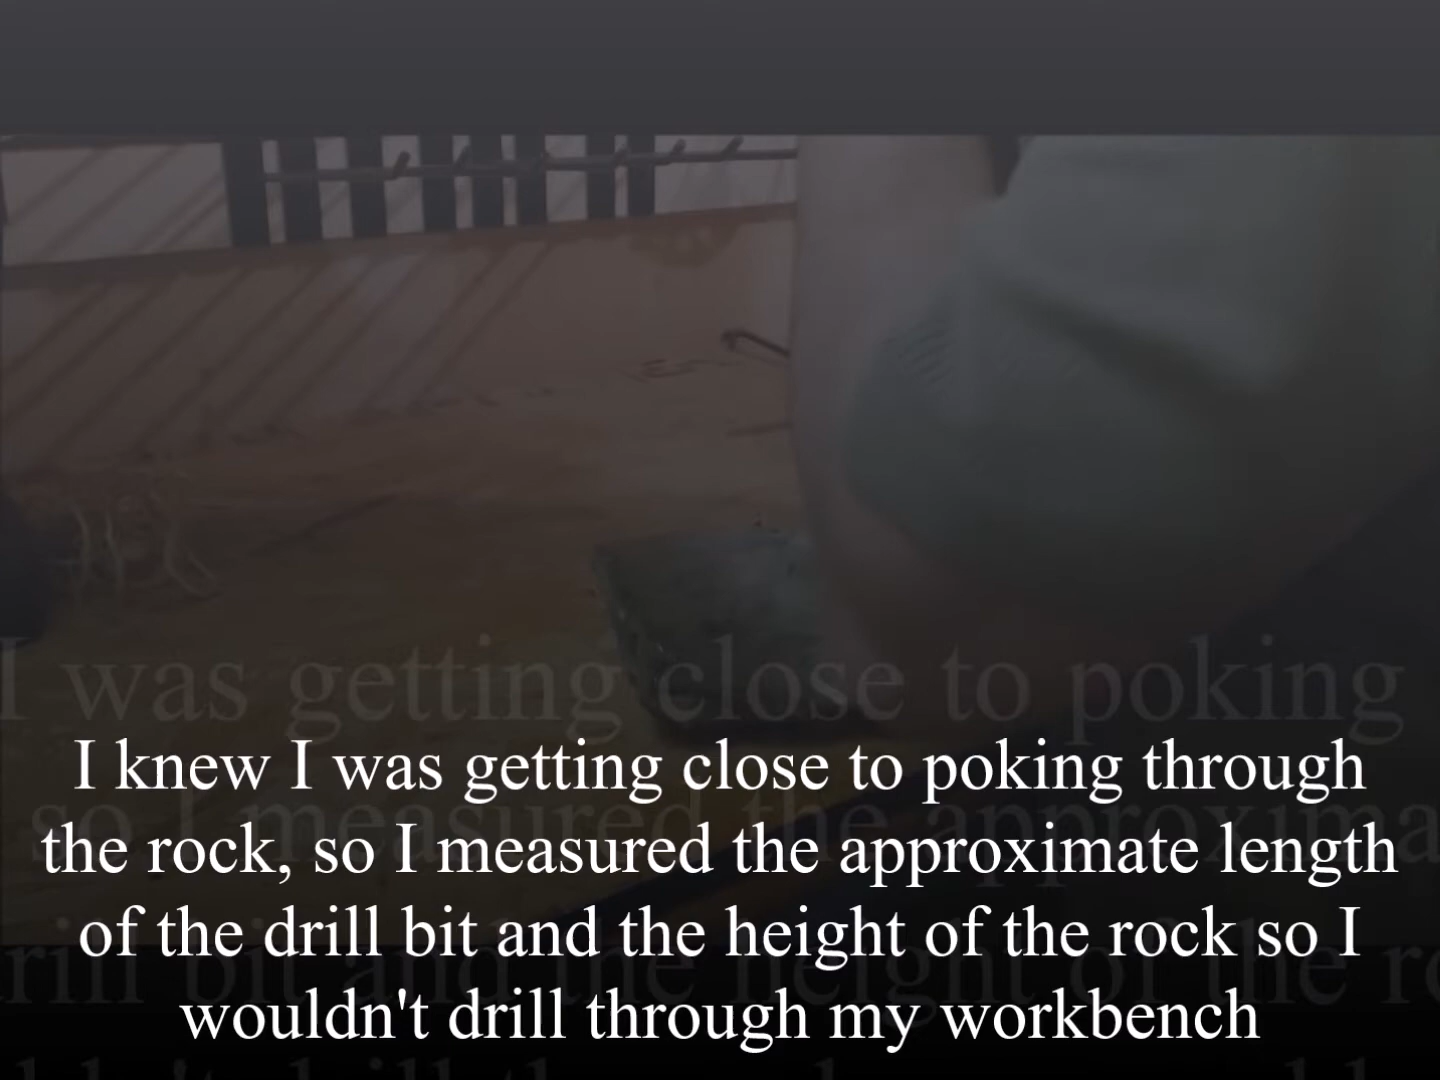 I knew I was getting close to poking through
the rock, so I measured the approximate length
of the drill bit and the height of the rock so I
wouldn't drill through my workbench